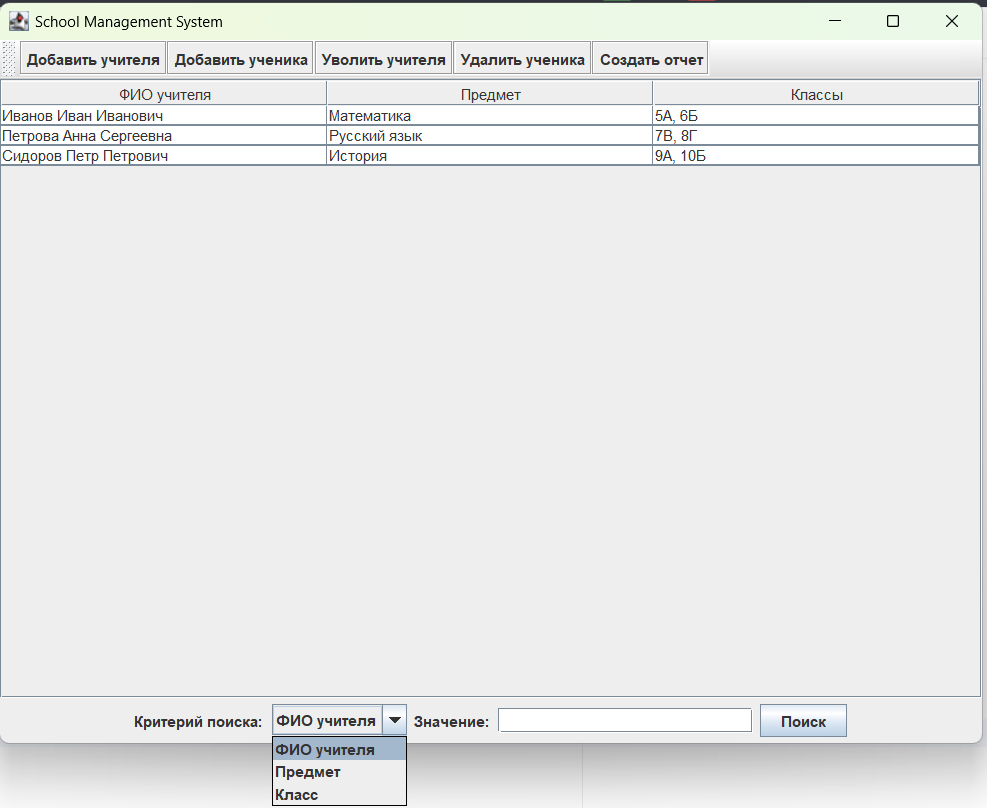 School Management System
Добавить учителя Добавить ученика Уволить учителя Удалить ученика Создать отчет
ФИО учителя Предмет Классы
Иванов Иван Иванович Математика 5А, 6Б
Петрова Анна Сергеевна Русский язык 7В, 8Г
Сидоров Петр Петрович История 9А, 10Б
Критерий поиска: ФИО учителя Значение: Поиск
ФИО учителя
Предмет
Класс